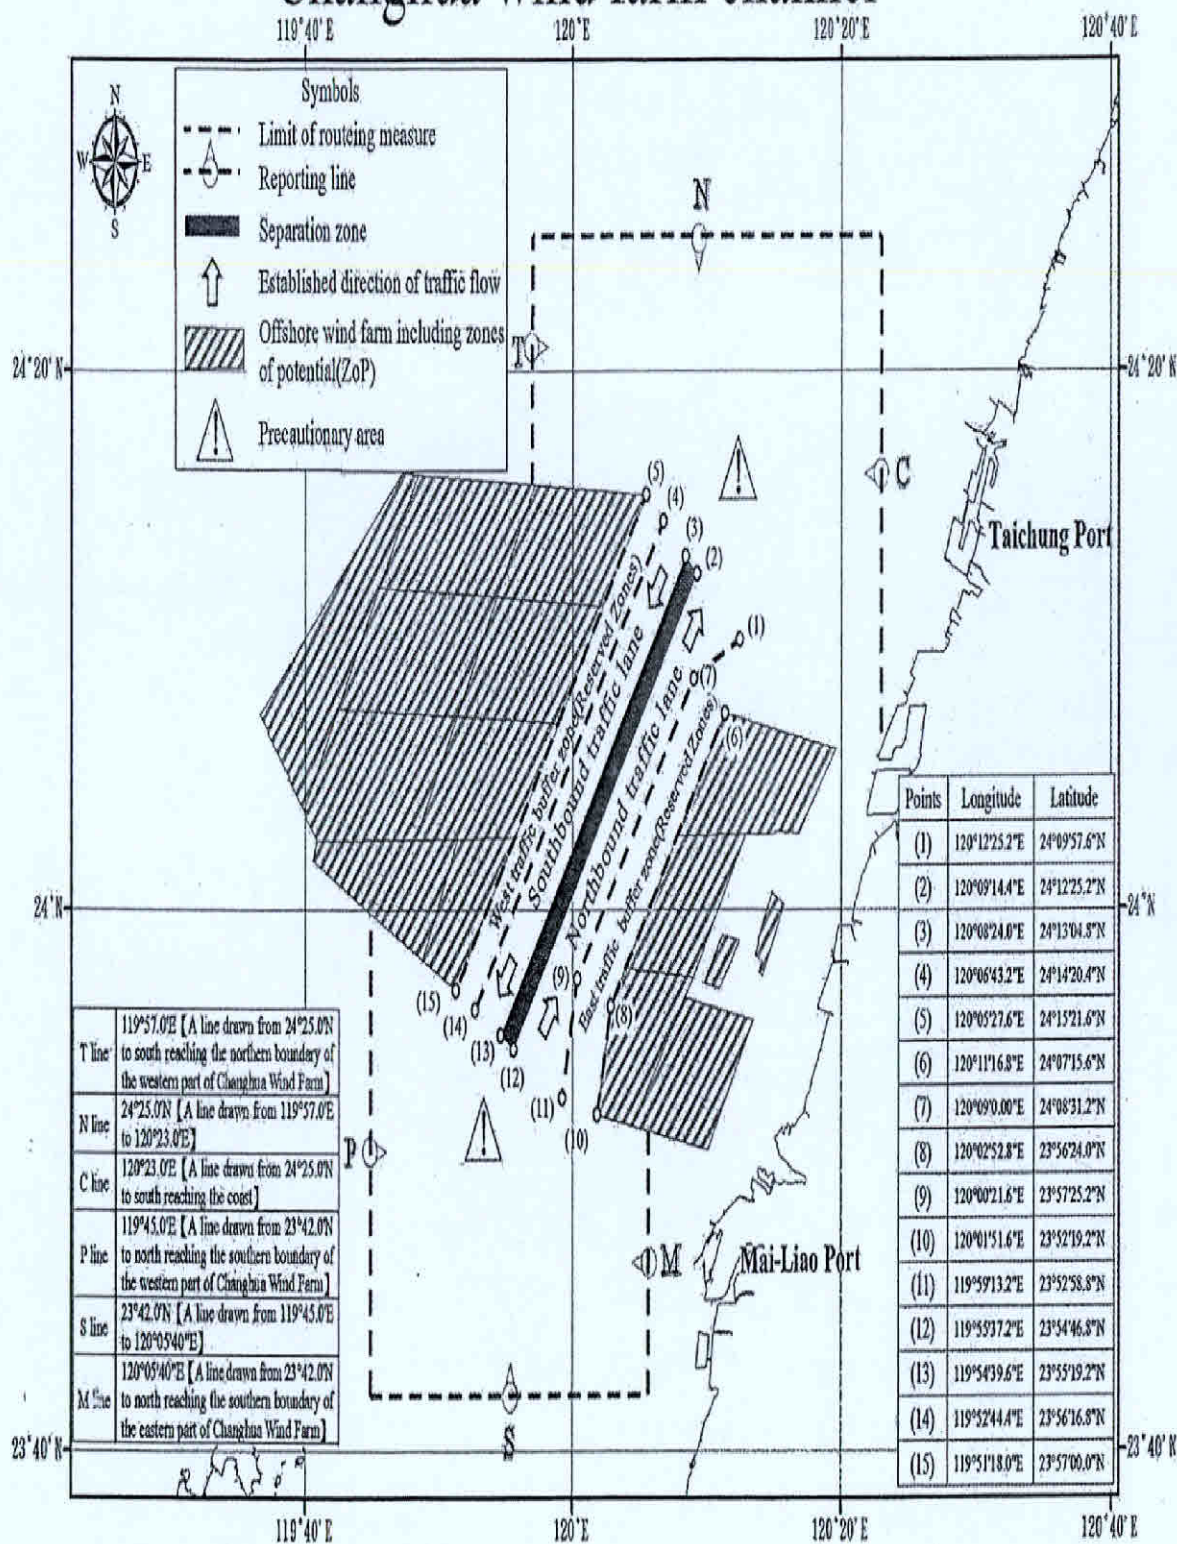 Changhua wind farm channel
119°40'E
120°E
120°20'E
120°40'E
N
W
E
S
Symbols
Limit of routeing measure
Reporting line
Separation zone
Established direction of traffic flow
Offshore wind farm including zones
of potential(ZoP)
Precautionary area
N
T
C
24°20'N
24°20'N
(5)
(4)
(3)
(2)
(1)
(7)
(6)
Taichung Port
West traffic buffer zone(Reserved Zones)
Southbound traffic lane
Northbound traffic lane
East traffic buffer zone(Reserved Zones)
24°N
24°N
(15)
(14)
(13)
(12)
(9)
(8)
(11)
(10)
P
M
Mai-Liao Port
S
Points Longitude Latitude
(1) 120°12'25.2"E 24°09'57.6"N
(2) 120°09'14.4"E 24°12'25.2"N
(3) 120°08'24.0"E 24°13'04.8"N
(4) 120°06'43.2"E 24°14'20.4"N
(5) 120°05'27.6"E 24°15'21.6"N
(6) 120°11'16.8"E 24°07'15.6"N
(7) 120°09'0.00"E 24°08'31.2"N
(8) 120°02'52.8"E 23°56'24.0"N
(9) 120°00'21.6"E 23°57'25.2"N
(10) 120°01'51.6"E 23°52'19.2"N
(11) 119°59'13.2"E 23°52'58.8"N
(12) 119°55'37.2"E 23°54'46.8"N
(13) 119°54'39.6"E 23°55'19.2"N
(14) 119°52'44.4"E 23°56'16.8"N
(15) 119°51'18.0"E 23°57'00.0"N
T line 119°57.0'E【A line drawn from 24°25.0'N
to south reaching the northern boundary of
the western part of Changhua Wind Farm】
N line 24°25.0'N【A line drawn from 119°57.0'E
to 120°23.0'E】
C line 120°23.0'E【A line drawn from 24°25.0'N
to south reaching the coast】
P line 119°45.0'E【A line drawn from 23°42.0'N
to north reaching the southern boundary of
the western part of Changhua Wind Farm】
S line 23°42.0'N【A line drawn from 119°45.0'E
to 120°05'40"E】
M line 120°05'40"E【A line drawn from 23°42.0'N
to north reaching the southern boundary of
the eastern part of Changhua Wind Farm】
23°40'N
23°40'N
119°40'E
120°E
120°20'E
120°40'E